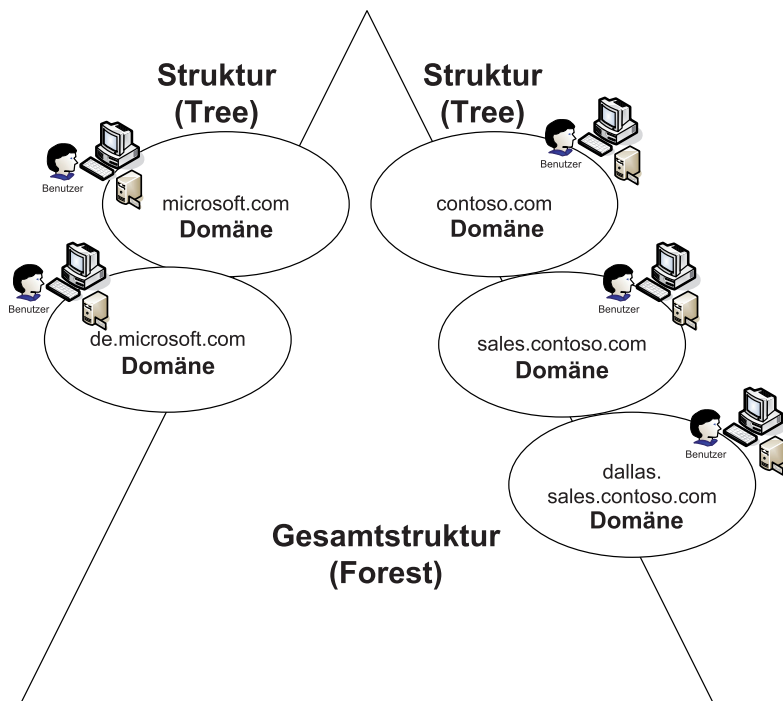 Struktur
(Tree)
Struktur
(Tree)
Benutzer
microsoft.com
Domäne
Benutzer
contoso.com
Domäne
Benutzer
de.microsoft.com
Domäne
Benutzer
sales.contoso.com
Domäne
Benutzer
dallas.
sales.contoso.com
Domäne
Gesamtstruktur
(Forest)